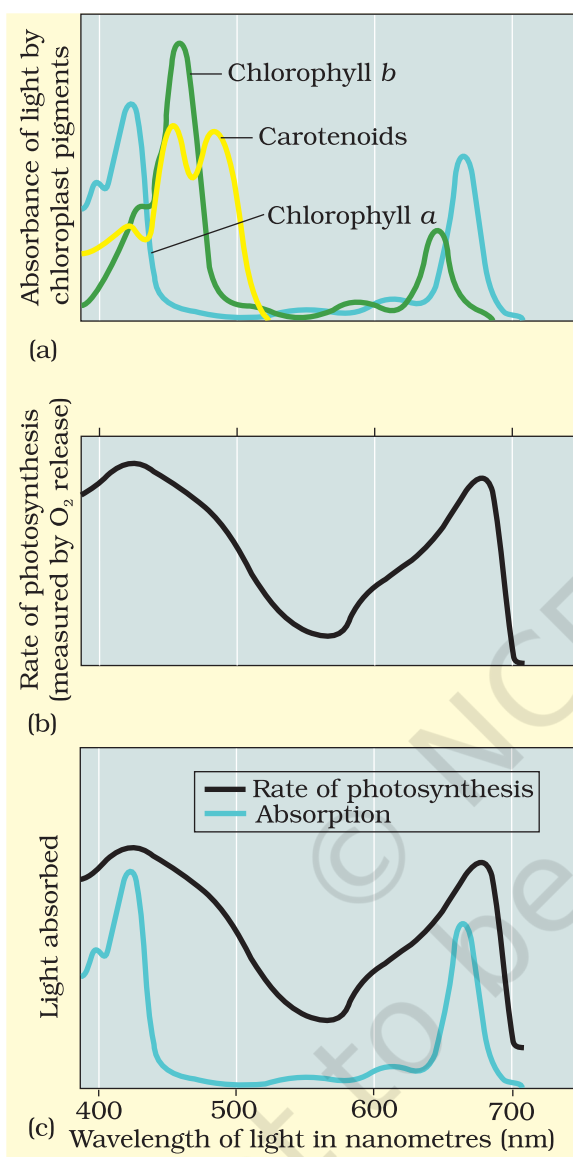 Absorbance of light by
chloroplast pigments
Chlorophyll b
Carotenoids
Chlorophyll a
(a)
Rate of photosynthesis
(measured by O₂ release)
(b)
Rate of photosynthesis
Absorption
Light absorbed
400 500 600 700
(c)
Wavelength of light in nanometres (nm)